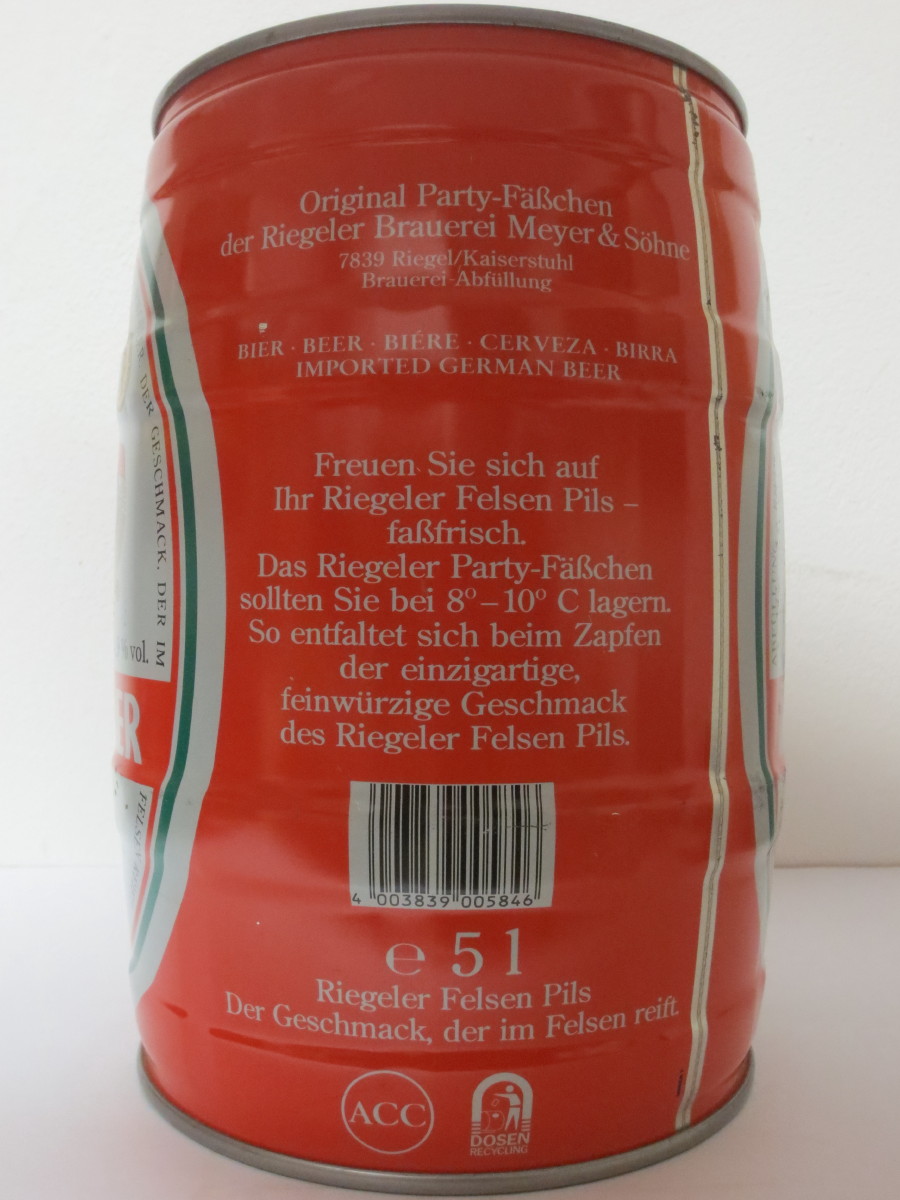 Original Party-Fäßchen
der Riegeler Brauerei Meyer & Söhne
7839 Riegel/Kaiserstuhl
Brauerei-Abfüllung
BIER · BEER · BIÉRE · CERVEZA · BIRRA
IMPORTED GERMAN BEER
Freuen Sie sich auf
Ihr Riegeler Felsen Pils –
faßfrisch.
Das Riegeler Party-Fäßchen
sollten Sie bei 8° – 10° C lagern.
So entfaltet sich beim Zapfen
der einzigartige,
feinwürzige Geschmack
des Riegeler Felsen Pils.
4 003839 005846
e 5 l
Riegeler Felsen Pils
Der Geschmack, der im Felsen reift.
ACC
DOSEN
RECYCLING
DER GESCHMACK, DER IM
vol.
ER